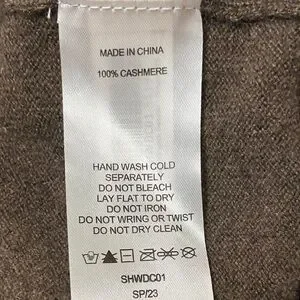 MADE IN CHINA
100% CASHMERE
HAND WASH COLD
SEPARATELY
DO NOT BLEACH
LAY FLAT TO DRY
DO NOT IRON
DO NOT WRING OR TWIST
DO NOT DRY CLEAN
SHWDC01
SP/23